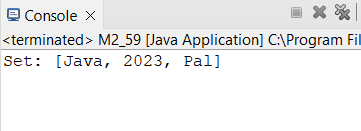 Console
<terminated> M2_59 [Java Application] C:\Program Fil
Set: [Java, 2023, Pal]